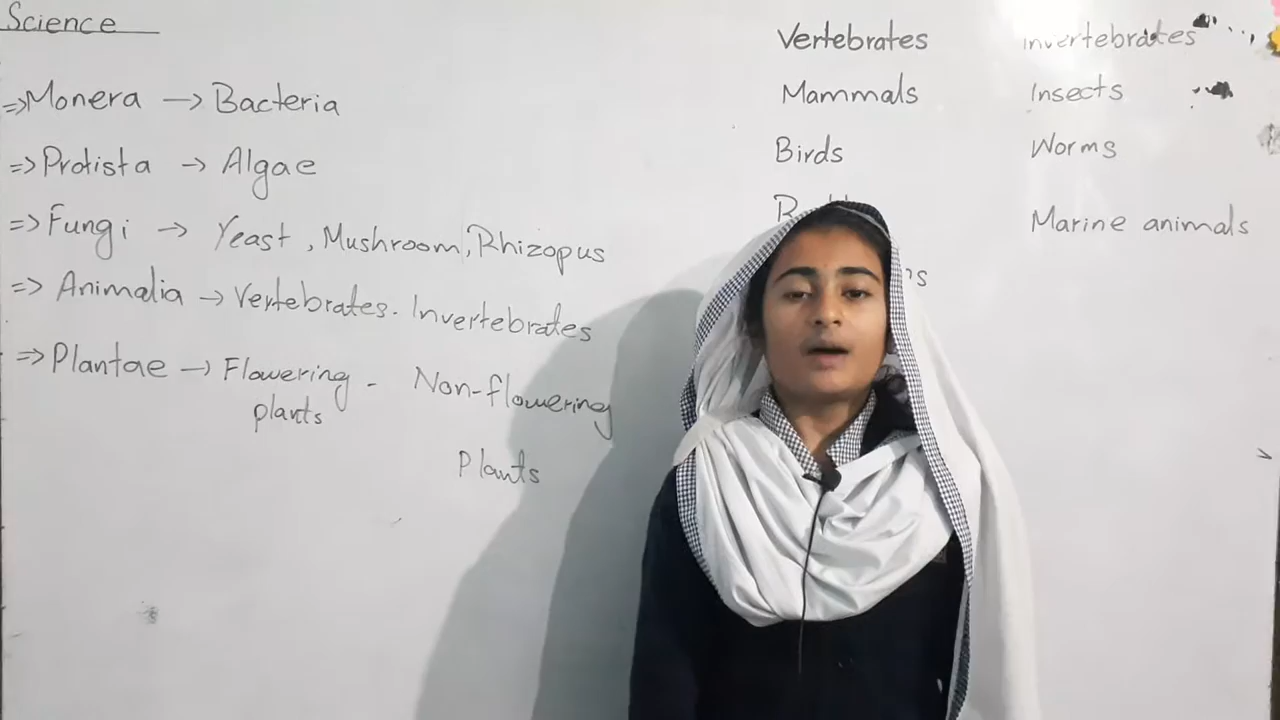 Science
=> Monera → Bacteria
=> Protista → Algae
=> Fungi → Yeast, Mushroom, Rhizopus
=> Animalia → Vertebrates. Invertebrates
=> Plantae → Flowering - Non-flowering
plants
Plants
Vertebrates
Mammals
Birds
Invertebrates
Insects
Worms
Marine animals